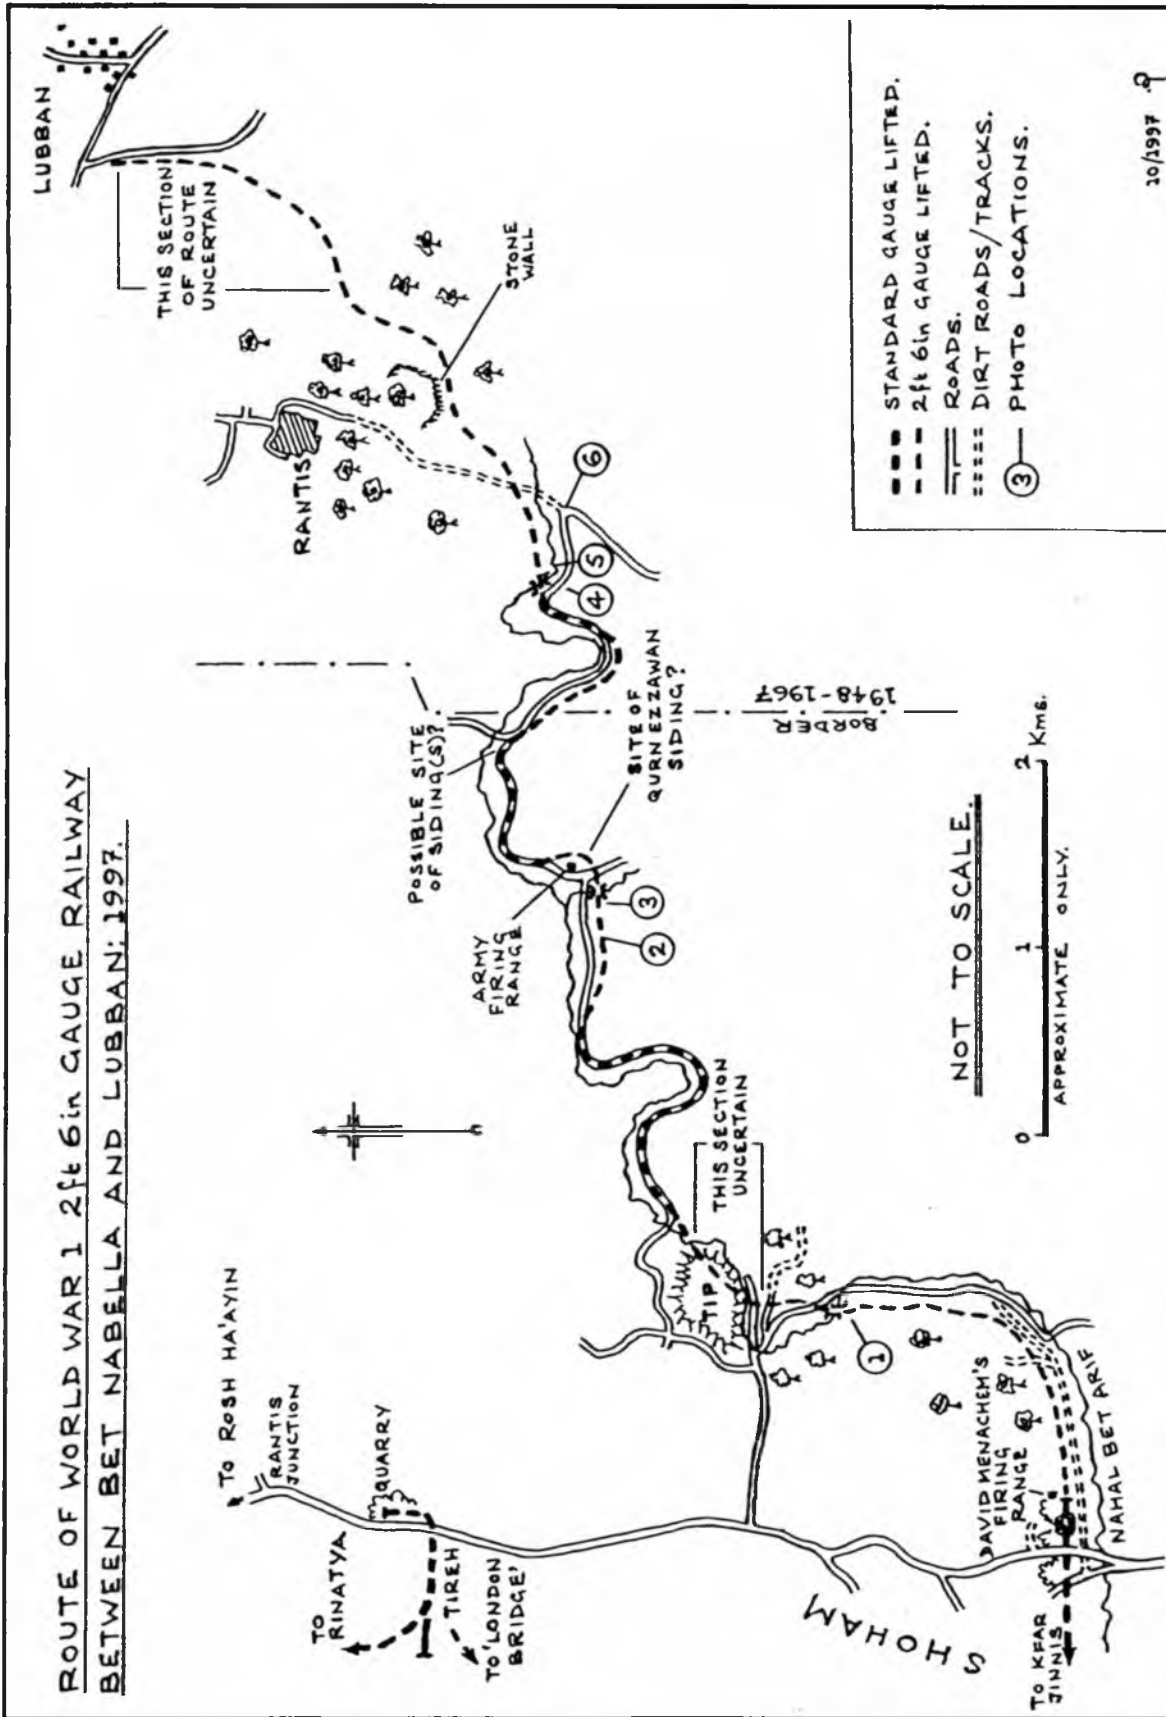 ROUTE OF WORLD WAR 1 2ft 6in GAUGE RAILWAY
BETWEEN BET NABELLA AND LUBBAN: 1997.
LUBBAN
THIS SECTION
OF ROUTE
UNCERTAIN
STONE
WALL
RANTIS
6
5
4
BORDER
1948-1967
POSSIBLE SITE
OF SIDING(S)?
SITE OF
QURN EZZAWAN
SIDING?
ARMY
FIRING
RANGE
3
2
THIS SECTION
UNCERTAIN
TIP
1
TO ROSH HA'AYIN
RANTIS
JUNCTION
QUARRY
TO
RINATYA
TIREH
TO 'LONDON
BRIDGE'
SHOHAM
DAVID MENACHEM'S
FIRING
RANGE
NAHAL BET ARIF
TO KFAR
JINNIS
NOT TO SCALE.
0 1 2 Kms.
APPROXIMATE ONLY.
STANDARD GAUGE LIFTED.
2ft 6in GAUGE LIFTED.
ROADS.
DIRT ROADS/TRACKS.
3 PHOTO LOCATIONS.
10/1997